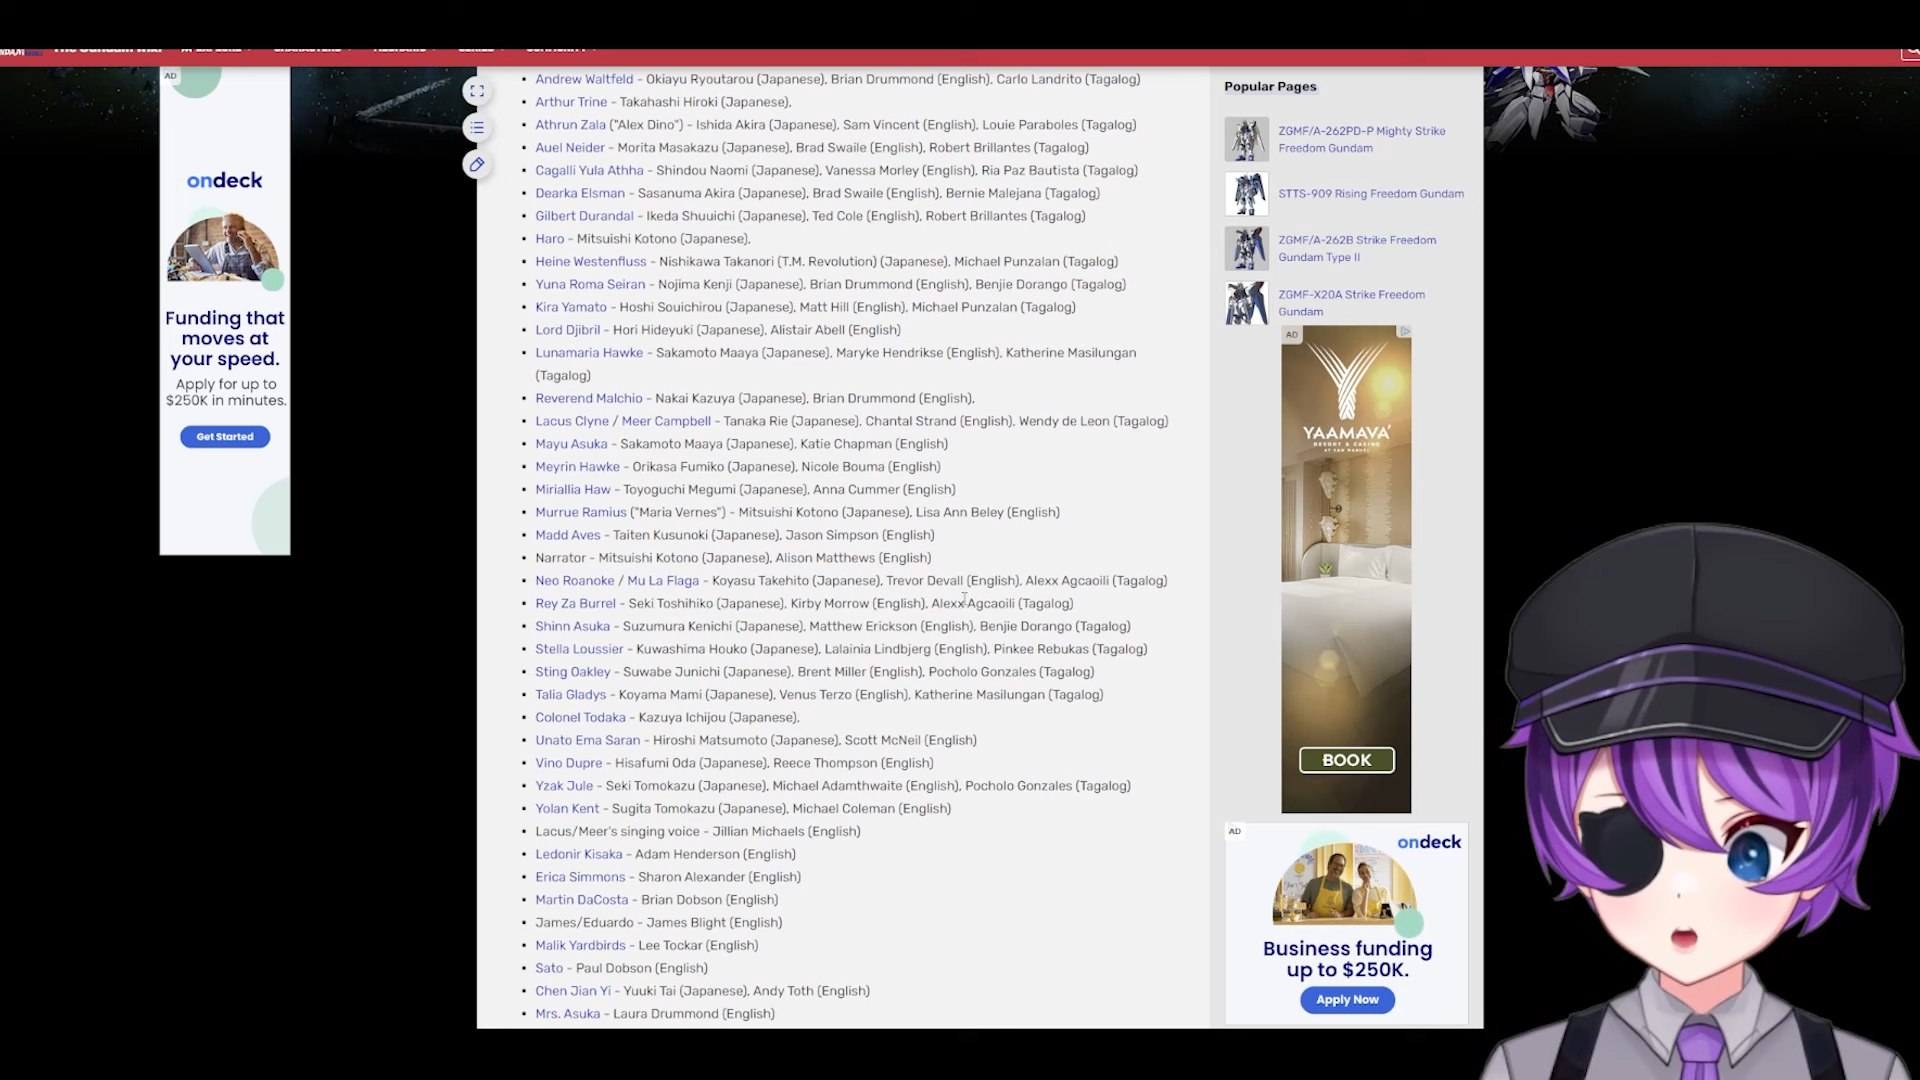 The Gundam Wiki
EXPLORE
CHARACTERS
SERIES
COMMUNITY
AD
ondeck
Funding that
moves at
your speed.
Apply for up to
$250K in minutes.
Get Started
Andrew Waltfeld - Okiayu Ryoutarou (Japanese), Brian Drummond (English), Carlo Landrito (Tagalog)
Arthur Trine - Takahashi Hiroki (Japanese),
Athrun Zala ("Alex Dino") - Ishida Akira (Japanese), Sam Vincent (English), Louie Paraboles (Tagalog)
Auel Neider - Morita Masakazu (Japanese), Brad Swaile (English), Robert Brillantes (Tagalog)
Cagalli Yula Athha - Shindou Naomi (Japanese), Vanessa Morley (English), Ria Paz Bautista (Tagalog)
Dearka Elsman - Sasanuma Akira (Japanese), Brad Swaile (English), Bernie Malejana (Tagalog)
Gilbert Durandal - Ikeda Shuuichi (Japanese), Ted Cole (English), Robert Brillantes (Tagalog)
Haro - Mitsuishi Kotono (Japanese),
Heine Westenfluss - Nishikawa Takanori (T.M. Revolution) (Japanese), Michael Punzalan (Tagalog)
Yuna Roma Seiran - Nojima Kenji (Japanese), Brian Drummond (English), Benjie Dorango (Tagalog)
Kira Yamato - Hoshi Souichirou (Japanese), Matt Hill (English), Michael Punzalan (Tagalog)
Lord Djibril - Hori Hideyuki (Japanese), Alistair Abell (English)
Lunamaria Hawke - Sakamoto Maaya (Japanese), Maryke Hendrikse (English), Katherine Masilungan
(Tagalog)
Reverend Malchio - Nakai Kazuya (Japanese), Brian Drummond (English),
Lacus Clyne / Meer Campbell - Tanaka Rie (Japanese), Chantal Strand (English), Wendy de Leon (Tagalog)
Mayu Asuka - Sakamoto Maaya (Japanese), Katie Chapman (English)
Meyrin Hawke - Orikasa Fumiko (Japanese), Nicole Bouma (English)
Miriallia Haw - Toyoguchi Megumi (Japanese), Anna Cummer (English)
Murrue Ramius ("Maria Vernes") - Mitsuishi Kotono (Japanese), Lisa Ann Beley (English)
Madd Aves - Taiten Kusunoki (Japanese), Jason Simpson (English)
Narrator - Mitsuishi Kotono (Japanese), Alison Matthews (English)
Neo Roanoke / Mu La Flaga - Koyasu Takehito (Japanese), Trevor Devall (English), Alexx Agcaoili (Tagalog)
Rey Za Burrel - Seki Toshihiko (Japanese), Kirby Morrow (English), Alexx Agcaoili (Tagalog)
Shinn Asuka - Suzumura Kenichi (Japanese), Matthew Erickson (English), Benjie Dorango (Tagalog)
Stella Loussier - Kuwashima Houko (Japanese), Lalainia Lindbjerg (English), Pinkee Rebukas (Tagalog)
Sting Oakley - Suwabe Junichi (Japanese), Brent Miller (English), Pocholo Gonzales (Tagalog)
Talia Gladys - Koyama Mami (Japanese), Venus Terzo (English), Katherine Masilungan (Tagalog)
Colonel Todaka - Kazuya Ichijou (Japanese),
Unato Ema Saran - Hiroshi Matsumoto (Japanese), Scott McNeil (English)
Vino Dupre - Hisafumi Oda (Japanese), Reece Thompson (English)
Yzak Jule - Seki Tomokazu (Japanese), Michael Adamthwaite (English), Pocholo Gonzales (Tagalog)
Yolan Kent - Sugita Tomokazu (Japanese), Michael Coleman (English)
Lacus/Meer's singing voice - Jillian Michaels (English)
Ledonir Kisaka - Adam Henderson (English)
Erica Simmons - Sharon Alexander (English)
Martin DaCosta - Brian Dobson (English)
James/Eduardo - James Blight (English)
Malik Yardbirds - Lee Tockar (English)
Sato - Paul Dobson (English)
Chen Jian Yi - Yuuki Tai (Japanese), Andy Toth (English)
Mrs. Asuka - Laura Drummond (English)
Popular Pages
ZGMF/A-262PD-P Mighty Strike
Freedom Gundam
STTS-909 Rising Freedom Gundam
ZGMF/A-262B Strike Freedom
Gundam Type II
ZGMF-X20A Strike Freedom
Gundam
AD
YAAMAVA'
RESORT & CASINO
AT SAN MANUEL
BOOK
AD
ondeck
Business funding
up to $250K.
Apply Now